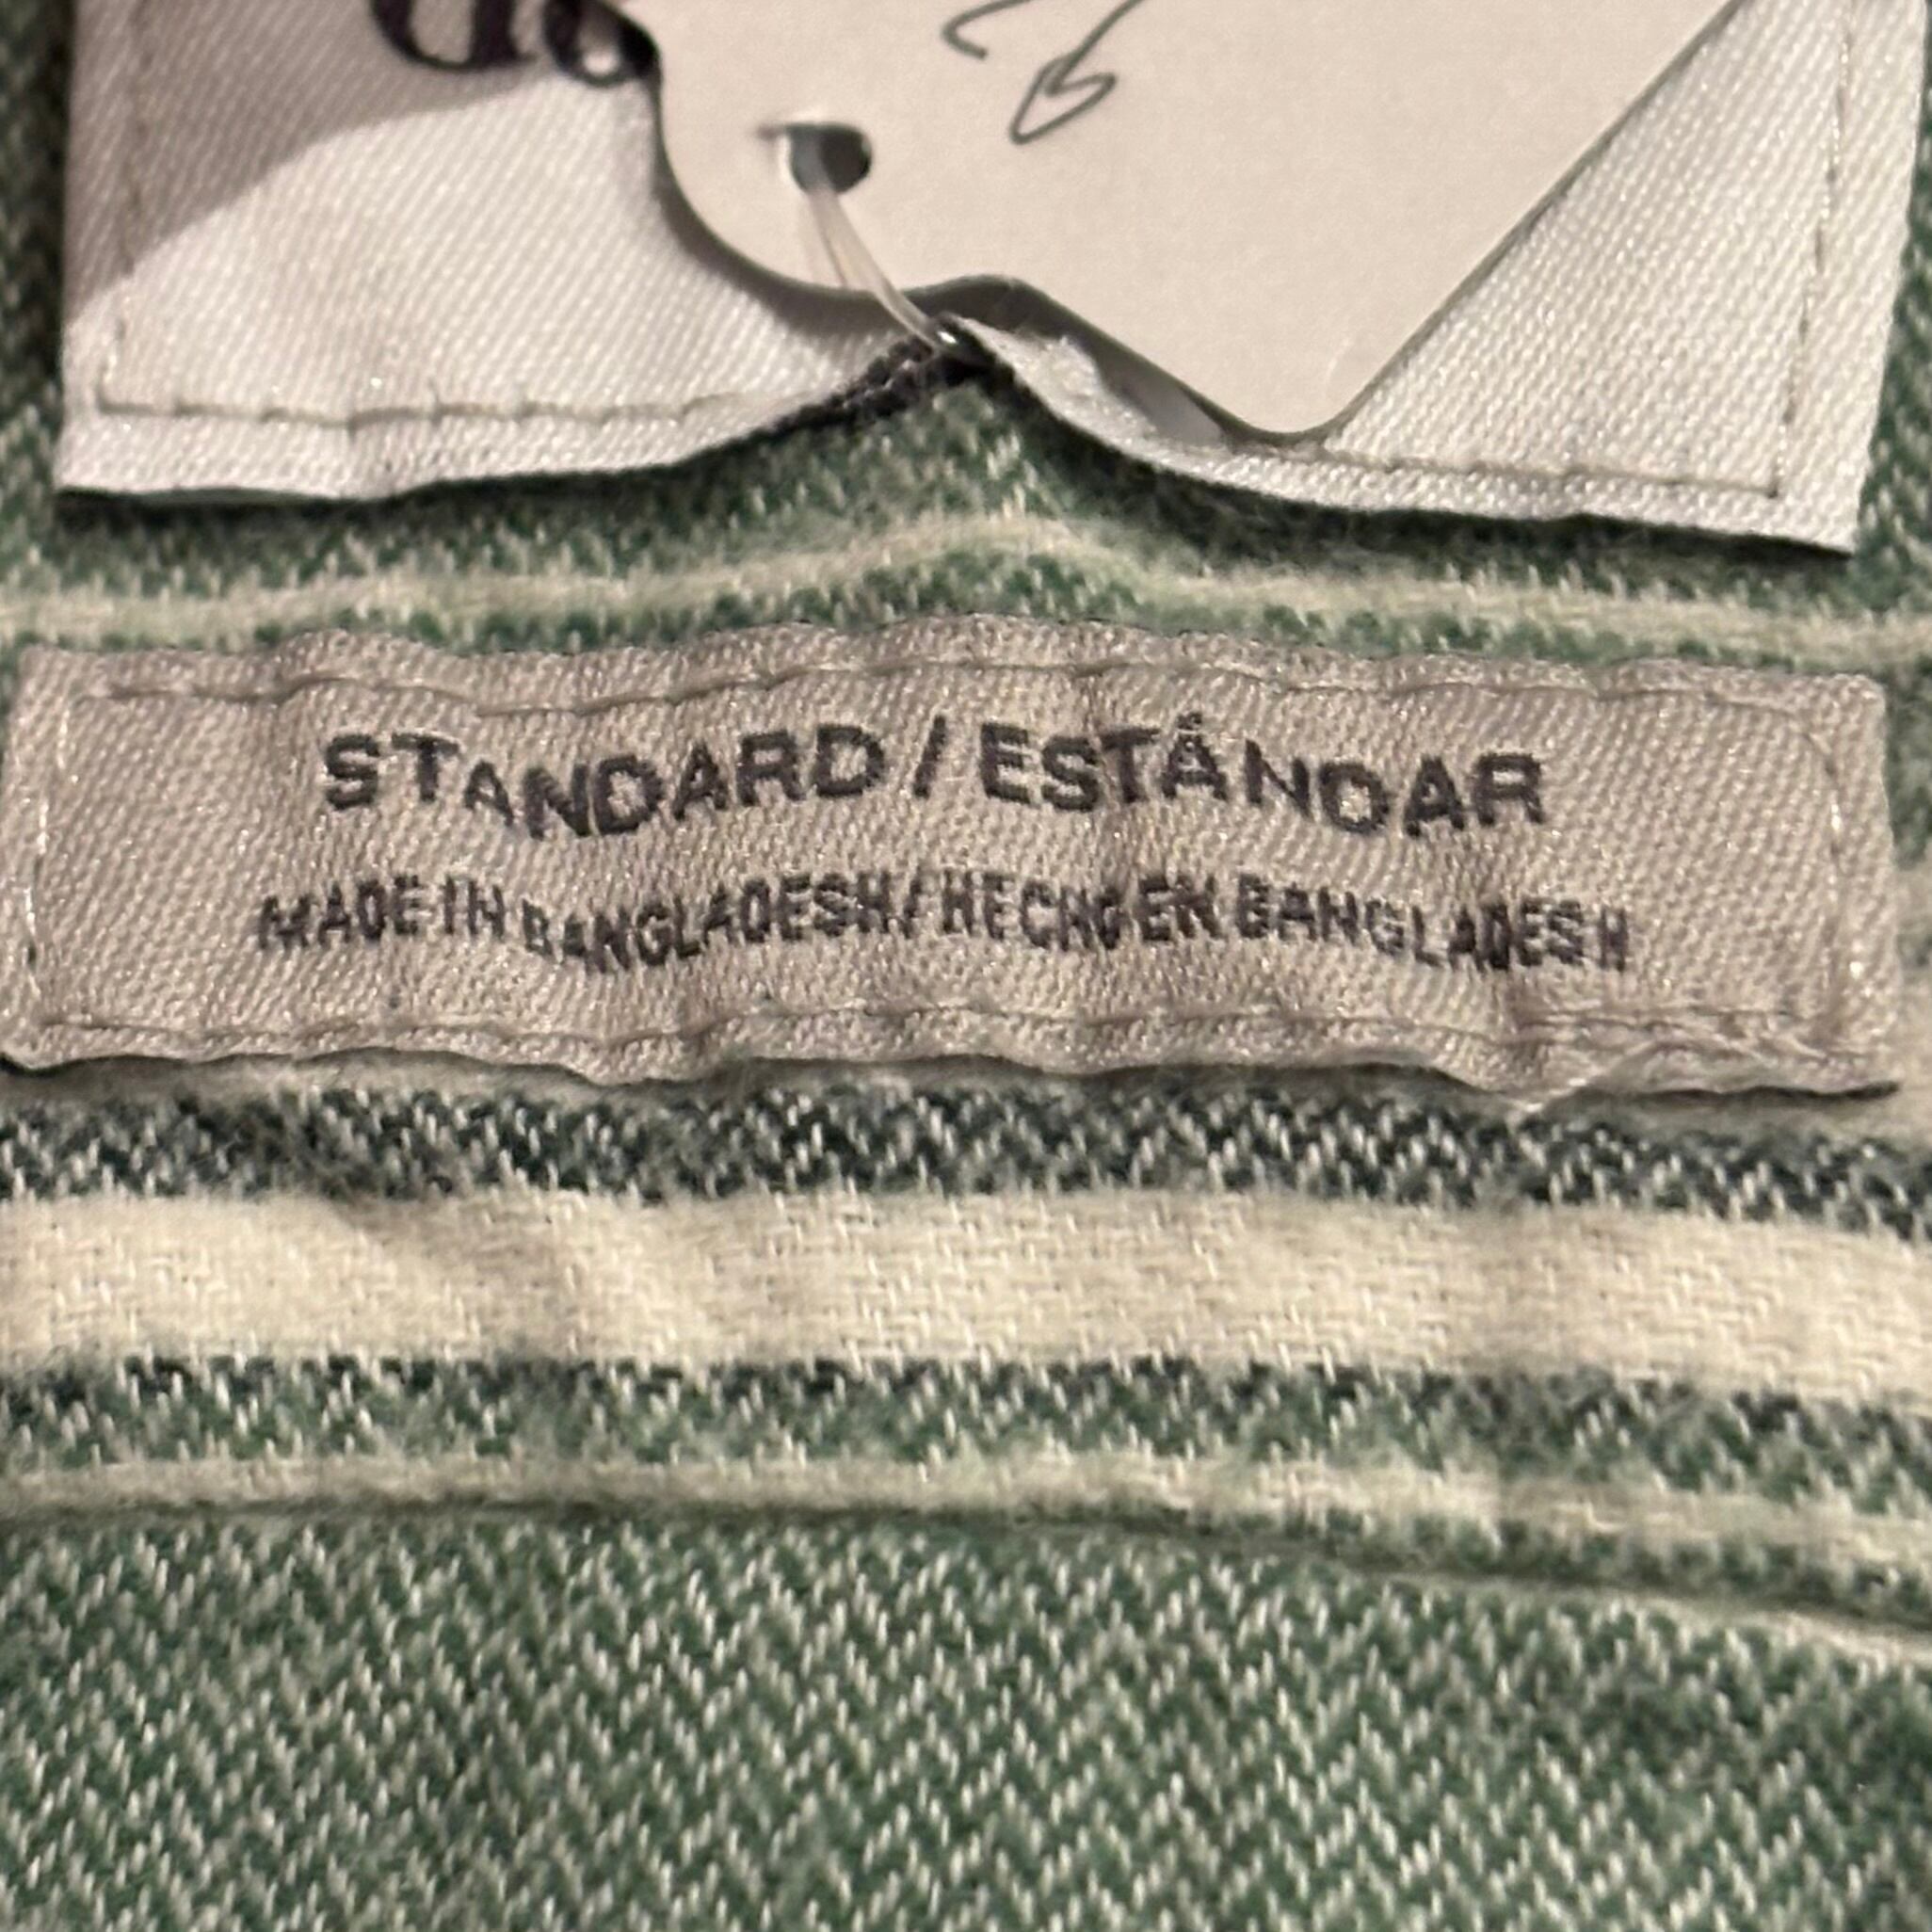 STANDARD / ESTÁNDAR
MADE IN BANGLADESH / HECHO EN BANGLADESH